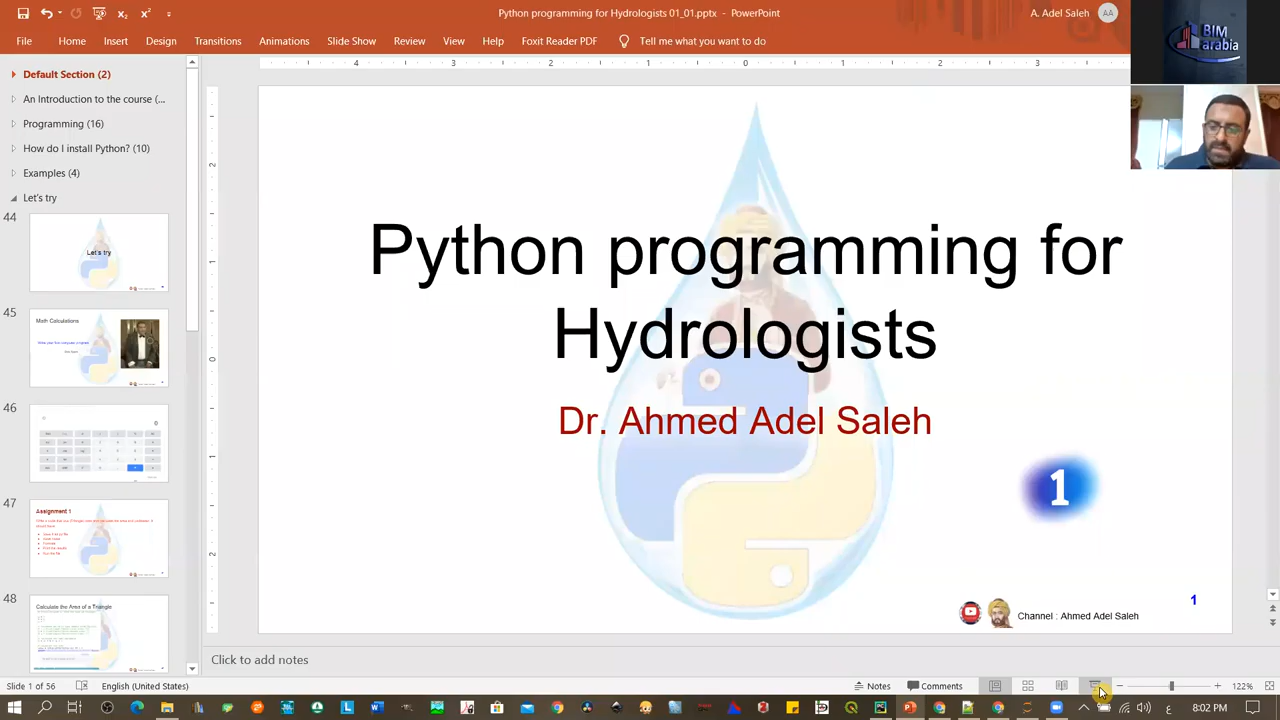 Python programming for Hydrologists 01_01.pptx - PowerPoint
A. Adel Saleh
AA
File
Home
Insert
Design
Transitions
Animations
Slide Show
Review
View
Help
Foxit Reader PDF
Tell me what you want to do
BIM
arabia
Default Section (2)
An Introduction to the course (...
Programming (16)
How do I install Python? (10)
Examples (4)
Let's try
44
Let's try
45
Math Calculations
46
47
Assignment 1
48
Calculate the Area of a Triangle
Python programming for
Hydrologists
Dr. Ahmed Adel Saleh
1
Channel : Ahmed Adel Saleh
1
Click to add notes
Slide 1 of 56
English (United States)
Notes
Comments
122%
8:02 PM